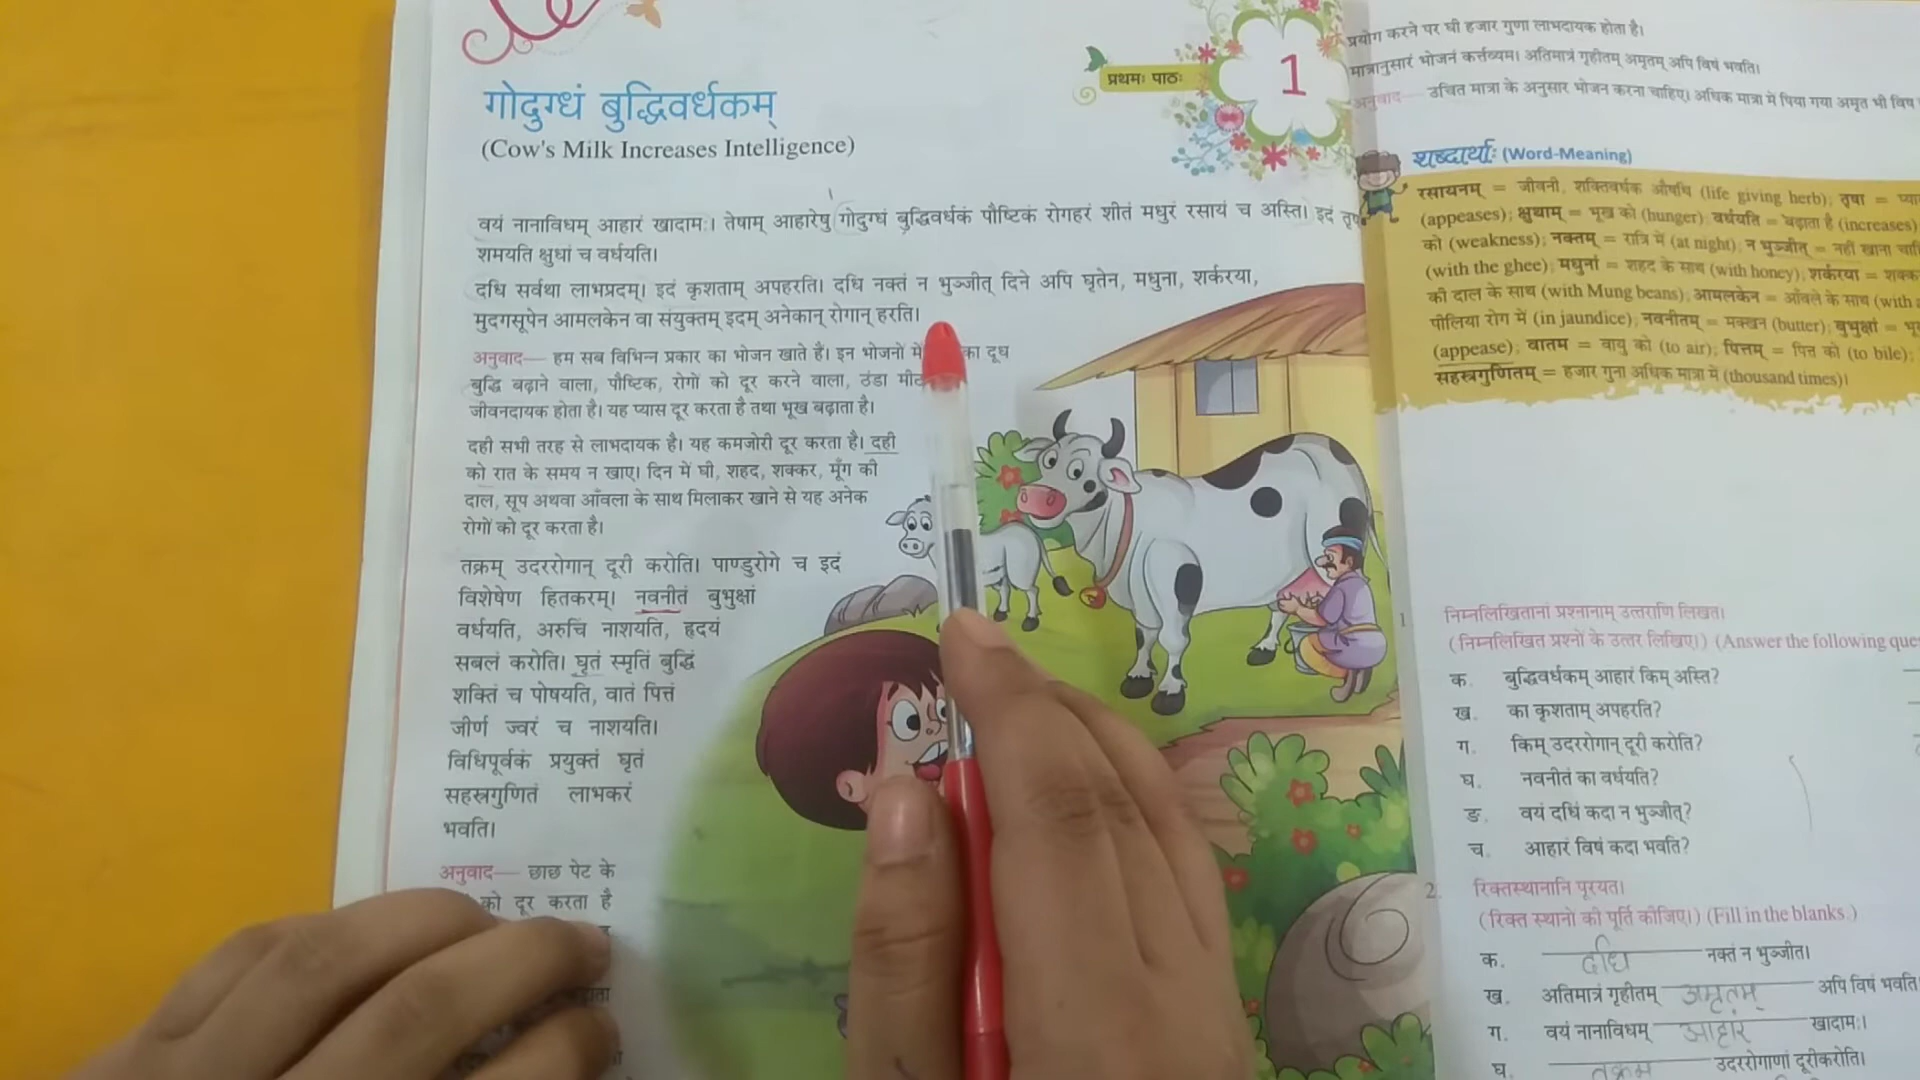 प्रथमः पाठः
1
गोदुग्धं बुद्धिवर्धकम्
(Cow's Milk Increases Intelligence)
वयं नानाविधम् आहारं खादामः। तेषाम् आहारेषु गोदुग्धं बुद्धिवर्धकं पौष्टिकं रोगहरं शीतं मधुरं रसायं च अस्ति। इदं
शमयति क्षुधां च वर्धयति।
दधि सर्वथा लाभप्रदम्। इदं कृशताम् अपहरति। दधि नक्तं न भुञ्जीत् दिने अपि घृतेन, मधुना, शर्करया,
मुदगसूपेन आमलकेन वा संयुक्तम् इदम् अनेकान् रोगान् हरति।
अनुवाद— हम सब विभिन्न प्रकार का भोजन खाते हैं। इन भोजनों में का दूध
बुद्धि बढ़ाने वाला, पौष्टिक, रोगों को दूर करने वाला, ठंडा
जीवनदायक होता है। यह प्यास दूर करता है तथा भूख बढ़ाता है।
दही सभी तरह से लाभदायक है। यह कमजोरी दूर करता है। दही
को रात के समय न खाए। दिन में घी, शहद, शक्कर, मूँग की
दाल, सूप अथवा आँवला के साथ मिलाकर खाने से यह अनेक
रोगों को दूर करता है।
तक्रम् उदररोगान् दूरी करोति। पाण्डुरोगे च इदं
विशेषेण हितकरम्। नवनीतं बुभुक्षां
वर्धयति, अरुचिं नाशयति, हृदयं
सबलं करोति। घृतं स्मृतिं बुद्धिं
शक्तिं च पोषयति, वातं पित्तं
जीर्णं ज्वरं च नाशयति।
विधिपूर्वकं प्रयुक्तं घृतं
सहस्त्रगुणितं लाभकरं
भवति।
अनुवाद— छाछ पेट के
को दूर करता है
प्रयोग करने पर घी हजार गुणा लाभदायक होता है।
मात्रानुसारं भोजनं कर्त्तव्यम्। अतिमात्रं गृहीतम् अमृतम् अपि विषं भवति।
अनुवाद— उचित मात्रा के अनुसार भोजन करना चाहिए। अधिक मात्रा में पिया गया अमृत भी विष
शब्दार्थाः (Word-Meaning)
रसायनम् = जीवनी, शक्तिवर्धक औषधि (life giving herb); तृषा =
(appeases); क्षुधाम् = भूख को (hunger); वर्धयति = बढ़ाता है (increases)
को (weakness); नक्तम् = रात्रि में (at night); न भुञ्जीत् = नहीं खाना
(with the ghee); मधुनां = शहद के साथ (with honey); शर्करया =
की दाल के साथ (with Mung beans); आमलकेन = आँवले के साथ (with
पीलिया रोग में (in jaundice); नवनीतम् = मक्खन (butter); बुभुक्षां =
(appease); वातम = वायु को (to air); पित्तम् = पित्त को (to bile);
सहस्त्रगुणितम् = हजार गुना अधिक मात्रा में (thousand times)।
1
निम्नलिखितानां प्रश्नानाम् उत्तराणि लिखत।
(निम्नलिखित प्रश्नों के उत्तर लिखिए।) (Answer the following
क. बुद्धिवर्धकम् आहारं किम् अस्ति?
ख. का कृशताम् अपहरति?
ग. किम् उदररोगान् दूरी करोति?
घ. नवनीतं का वर्धयति?
ङ. वयं दधिं कदा न भुञ्जीत्?
च. आहारं विषं कदा भवति?
2. रिक्तस्थानानि पूरयत।
(रिक्त स्थानों की पूर्ति कीजिए।) (Fill in the blanks.)
क. दधि नक्तं न भुञ्जीत।
ख. अतिमात्रं गृहीतम् अमृतम् अपि विषं भवति
ग. वयं नानाविधम् आहारं खादामः।
घ. तक्रम उदररोगाणां दूरीकरोति।